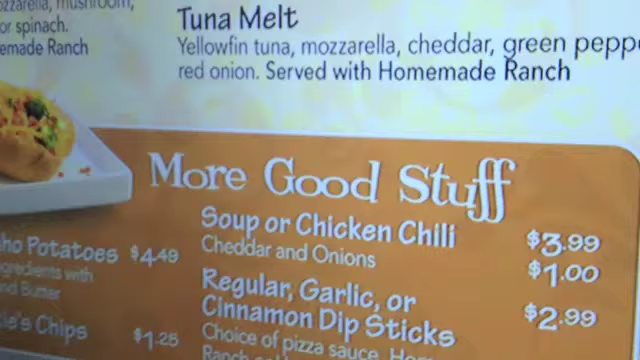 mozzarella, mushroom,
or spinach.
Ranch
Tuna Melt
Yellowfin tuna, mozzarella, cheddar, green
red onion. Served with Homemade Ranch
More Good Stuff
Soup or Chicken Chili $3.99
Cheddar and Onions $1.00
Regular, Garlic, or
Cinnamon Dip Sticks $2.99
Choice of pizza sauce,
Ranch
Potatoes $4.49
with
Butter
Chips $1.25